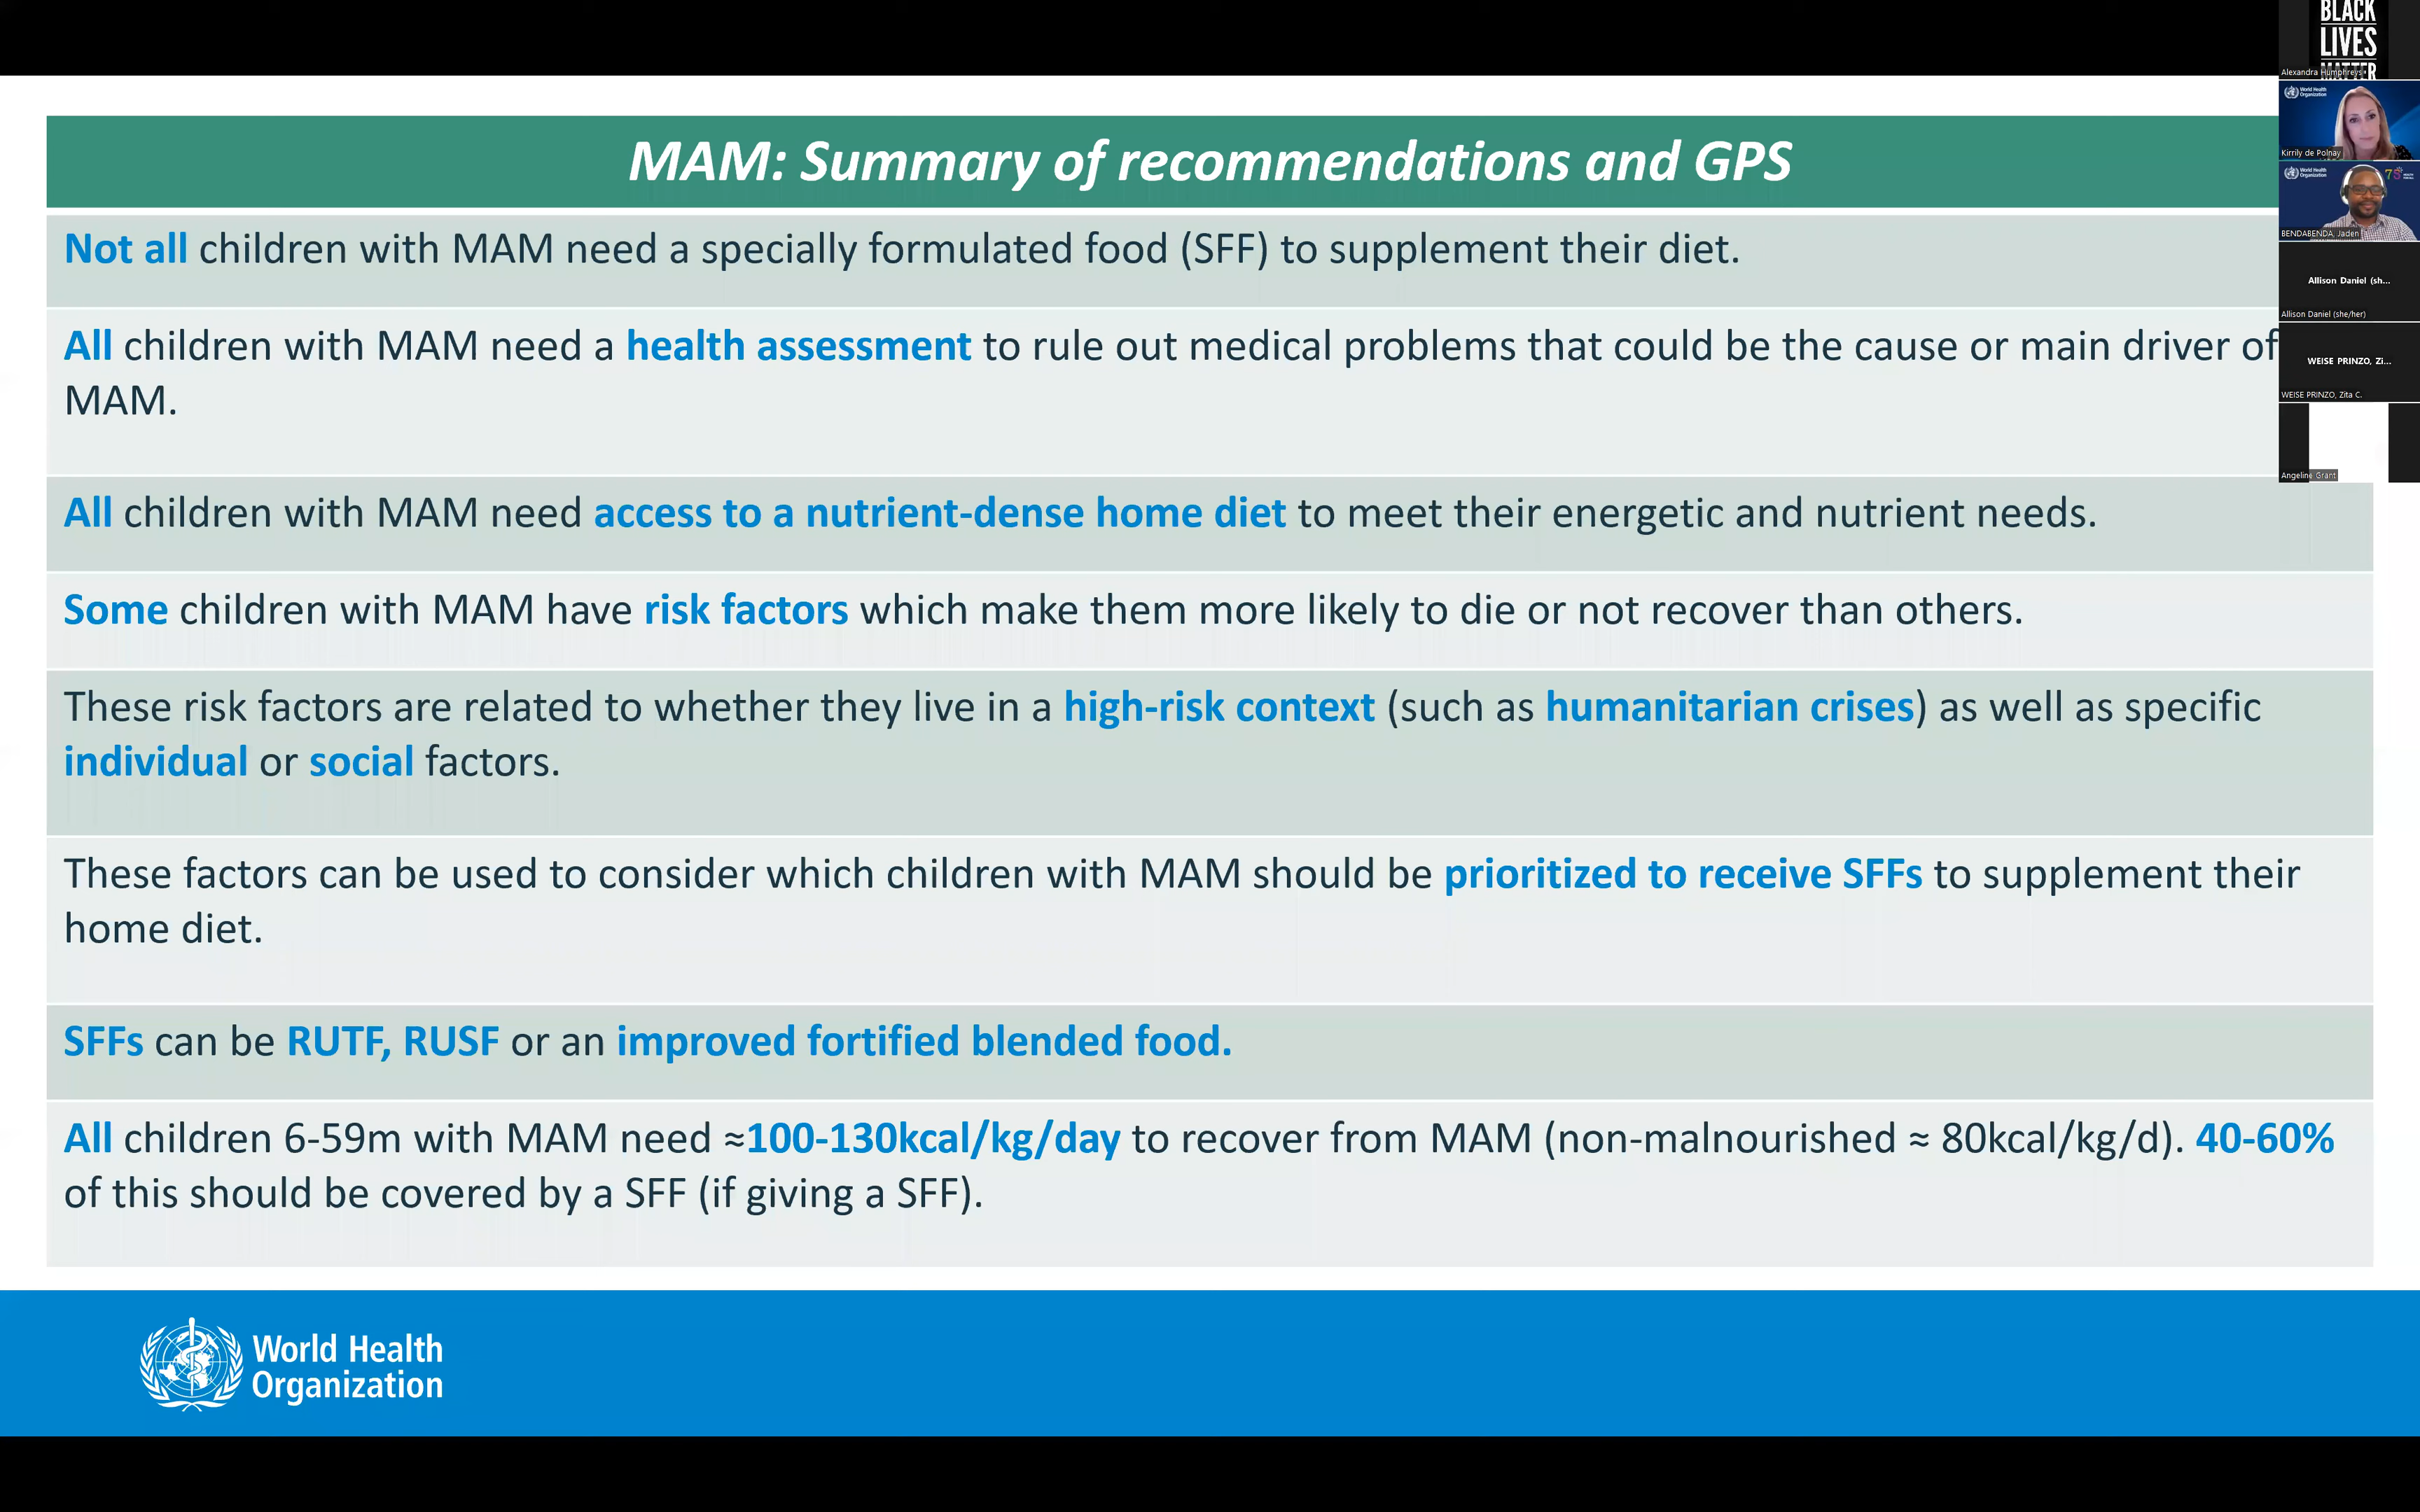 MAM: Summary of recommendations and GPS
Not all children with MAM need a specially formulated food (SFF) to supplement their diet.
All children with MAM need a health assessment to rule out medical problems that could be the cause or main driver of
MAM.
All children with MAM need access to a nutrient-dense home diet to meet their energetic and nutrient needs.
Some children with MAM have risk factors which make them more likely to die or not recover than others.
These risk factors are related to whether they live in a high-risk context (such as humanitarian crises) as well as specific
individual or social factors.
These factors can be used to consider which children with MAM should be prioritized to receive SFFs to supplement their
home diet.
SFFs can be RUTF, RUSF or an improved fortified blended food.
All children 6-59m with MAM need ≈100-130kcal/kg/day to recover from MAM (non-malnourished ≈ 80kcal/kg/d). 40-60%
of this should be covered by a SFF (if giving a SFF).
World Health
Organization
BLACK
LIVES
MATTER
Alexandra Humphreys
World Health
Organization
Kirrily de Polnay
World Health
Organization
BENDABENDA, Jaden
Allison Daniel (sh...
Allison Daniel (she/her)
WEISE PRINZO, Zi...
WEISE PRINZO, Zita C.
Angeline Grant